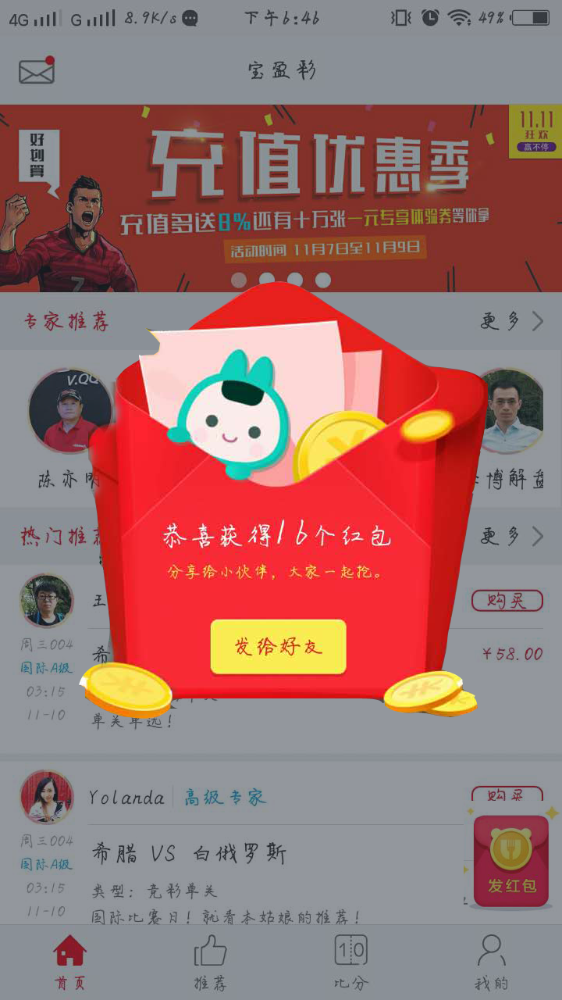 4G G 8.9K/s 下午6:46 49%
宝盈彩
好划算
充值优惠季
11.11
狂欢
赢不停
充值多送8%还有十万张一元专享体验券等你拿
活动时间 11月7日至11月9日
7
专家推荐 更多
V.QQ
陈亦明 博解盘
恭喜获得16个红包
分享给小伙伴，大家一起抢。
发给好友
热门推荐 更多
王 购买
周三004
希 ￥58.00
国际A级
03:15
11-10
单关单选！
Yolanda 高级专家 购买
周三004
希腊 VS 白俄罗斯
国际A级
03:15
类型：竞彩单关
11-10
国际比赛日！就看本姑娘的推荐！
发红包
首页 推荐 比分 我的
10